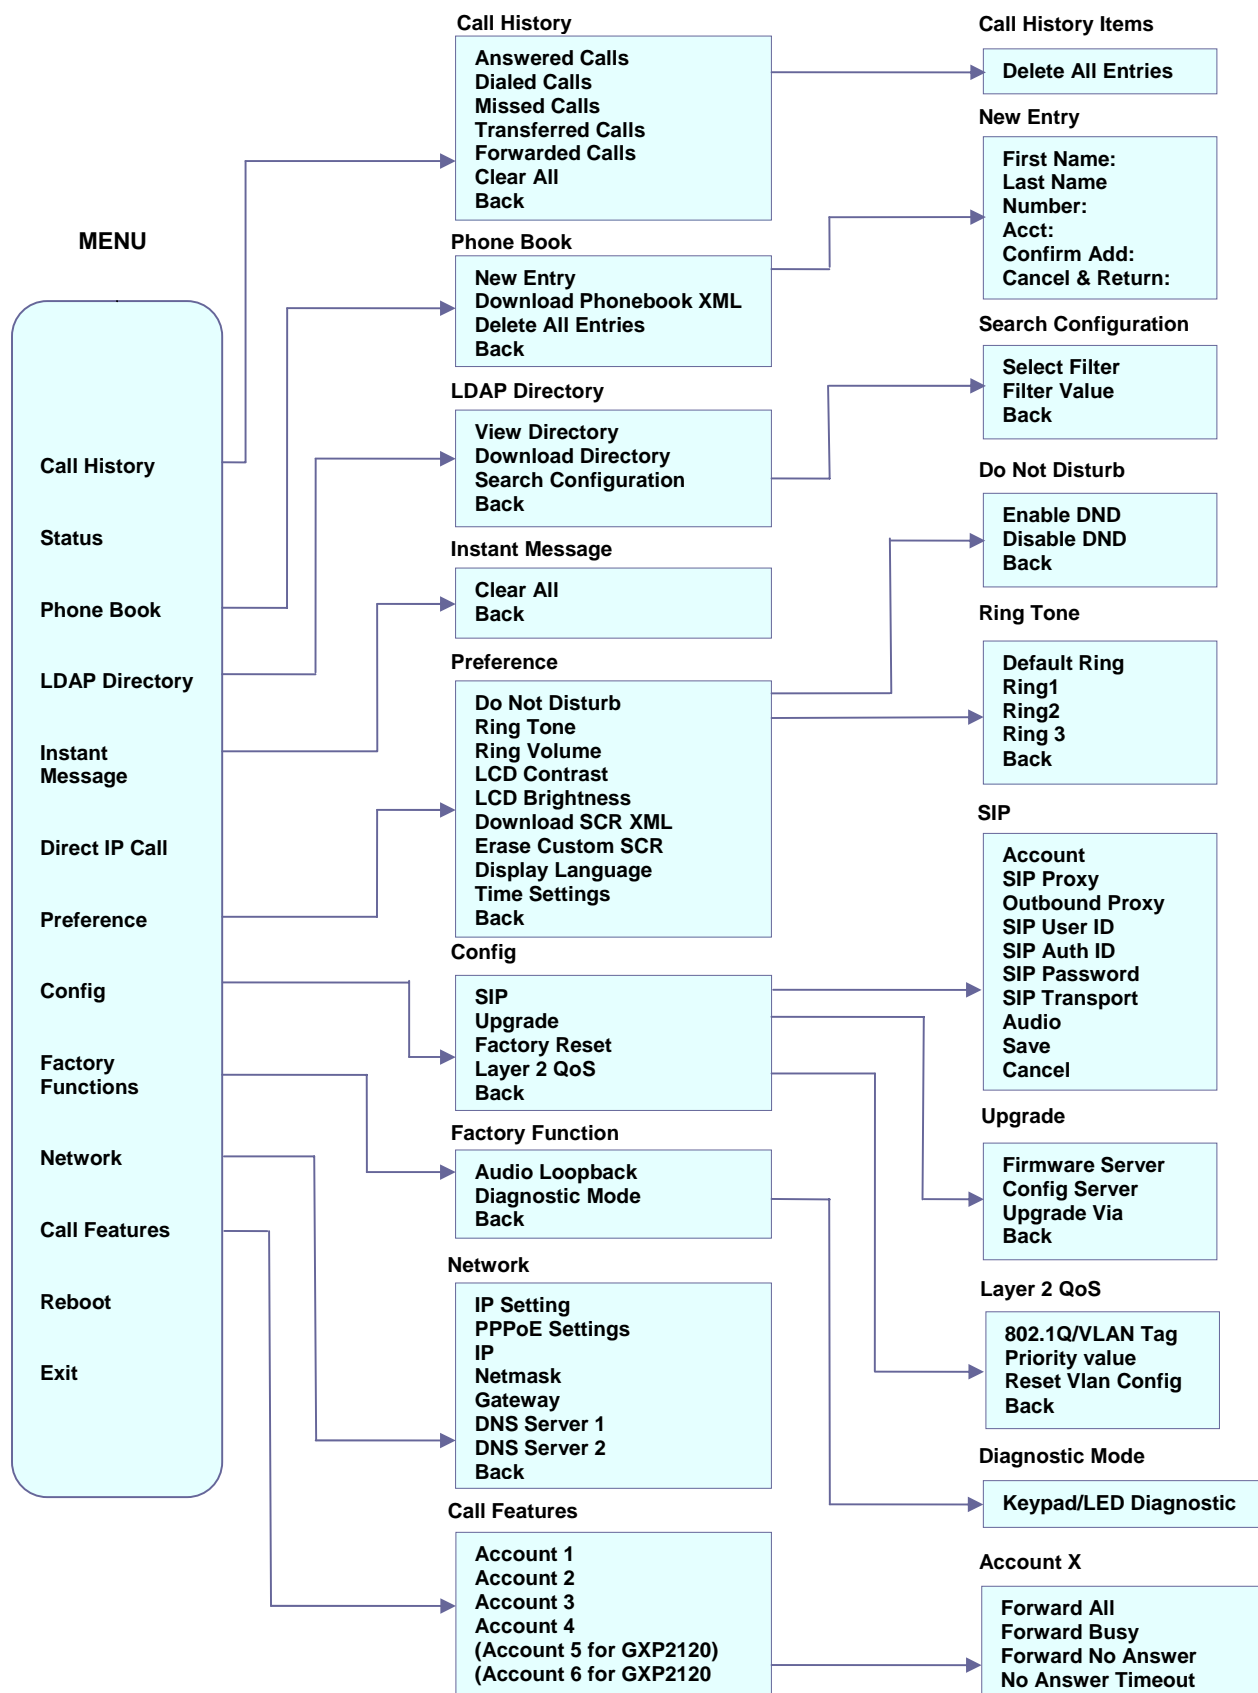 MENU
Call History
Status
Phone Book
LDAP Directory
Instant
Message
Direct IP Call
Preference
Config
Factory
Functions
Network
Call Features
Reboot
Exit
Call History
Answered Calls
Dialed Calls
Missed Calls
Transferred Calls
Forwarded Calls
Clear All
Back
Phone Book
New Entry
Download Phonebook XML
Delete All Entries
Back
LDAP Directory
View Directory
Download Directory
Search Configuration
Back
Instant Message
Clear All
Back
Preference
Do Not Disturb
Ring Tone
Ring Volume
LCD Contrast
LCD Brightness
Download SCR XML
Erase Custom SCR
Display Language
Time Settings
Back
Config
SIP
Upgrade
Factory Reset
Layer 2 QoS
Back
Factory Function
Audio Loopback
Diagnostic Mode
Back
Network
IP Setting
PPPoE Settings
IP
Netmask
Gateway
DNS Server 1
DNS Server 2
Back
Call Features
Account 1
Account 2
Account 3
Account 4
(Account 5 for GXP2120)
(Account 6 for GXP2120
Call History Items
Delete All Entries
New Entry
First Name:
Last Name
Number:
Acct:
Confirm Add:
Cancel & Return:
Search Configuration
Select Filter
Filter Value
Back
Do Not Disturb
Enable DND
Disable DND
Back
Ring Tone
Default Ring
Ring1
Ring2
Ring 3
Back
SIP
Account
SIP Proxy
Outbound Proxy
SIP User ID
SIP Auth ID
SIP Password
SIP Transport
Audio
Save
Cancel
Upgrade
Firmware Server
Config Server
Upgrade Via
Back
Layer 2 QoS
802.1Q/VLAN Tag
Priority value
Reset Vlan Config
Back
Diagnostic Mode
Keypad/LED Diagnostic
Account X
Forward All
Forward Busy
Forward No Answer
No Answer Timeout